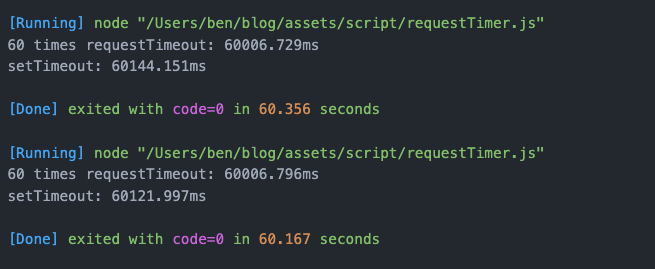 [Running] node "/Users/ben/blog/assets/script/requestTimer.js"
60 times requestTimeout: 60006.729ms
setTimeout: 60144.151ms
[Done] exited with code=0 in 60.356 seconds
[Running] node "/Users/ben/blog/assets/script/requestTimer.js"
60 times requestTimeout: 60006.796ms
setTimeout: 60121.997ms
[Done] exited with code=0 in 60.167 seconds